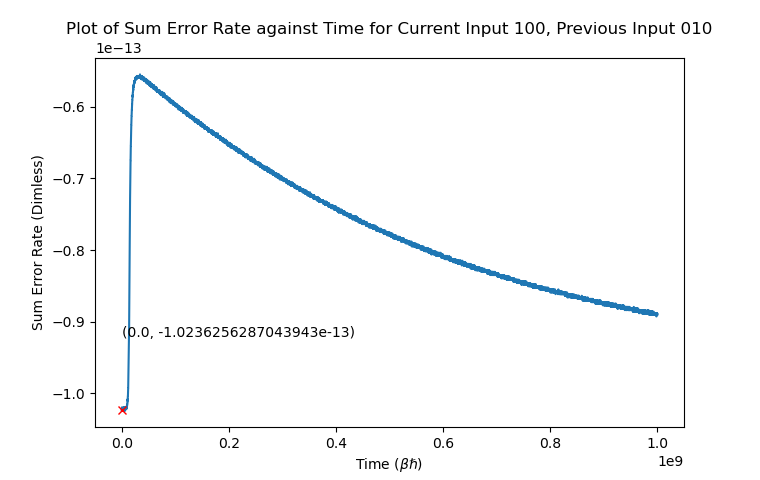 Plot of Sum Error Rate against Time for Current Input 100, Previous Input 010
1e−13
−0.6
−0.7
−0.8
−0.9
−1.0
Sum Error Rate (Dimless)
(0.0, -1.0236256287043943e-13)
0.0 0.2 0.4 0.6 0.8 1.0
1e9
Time (βℏ)